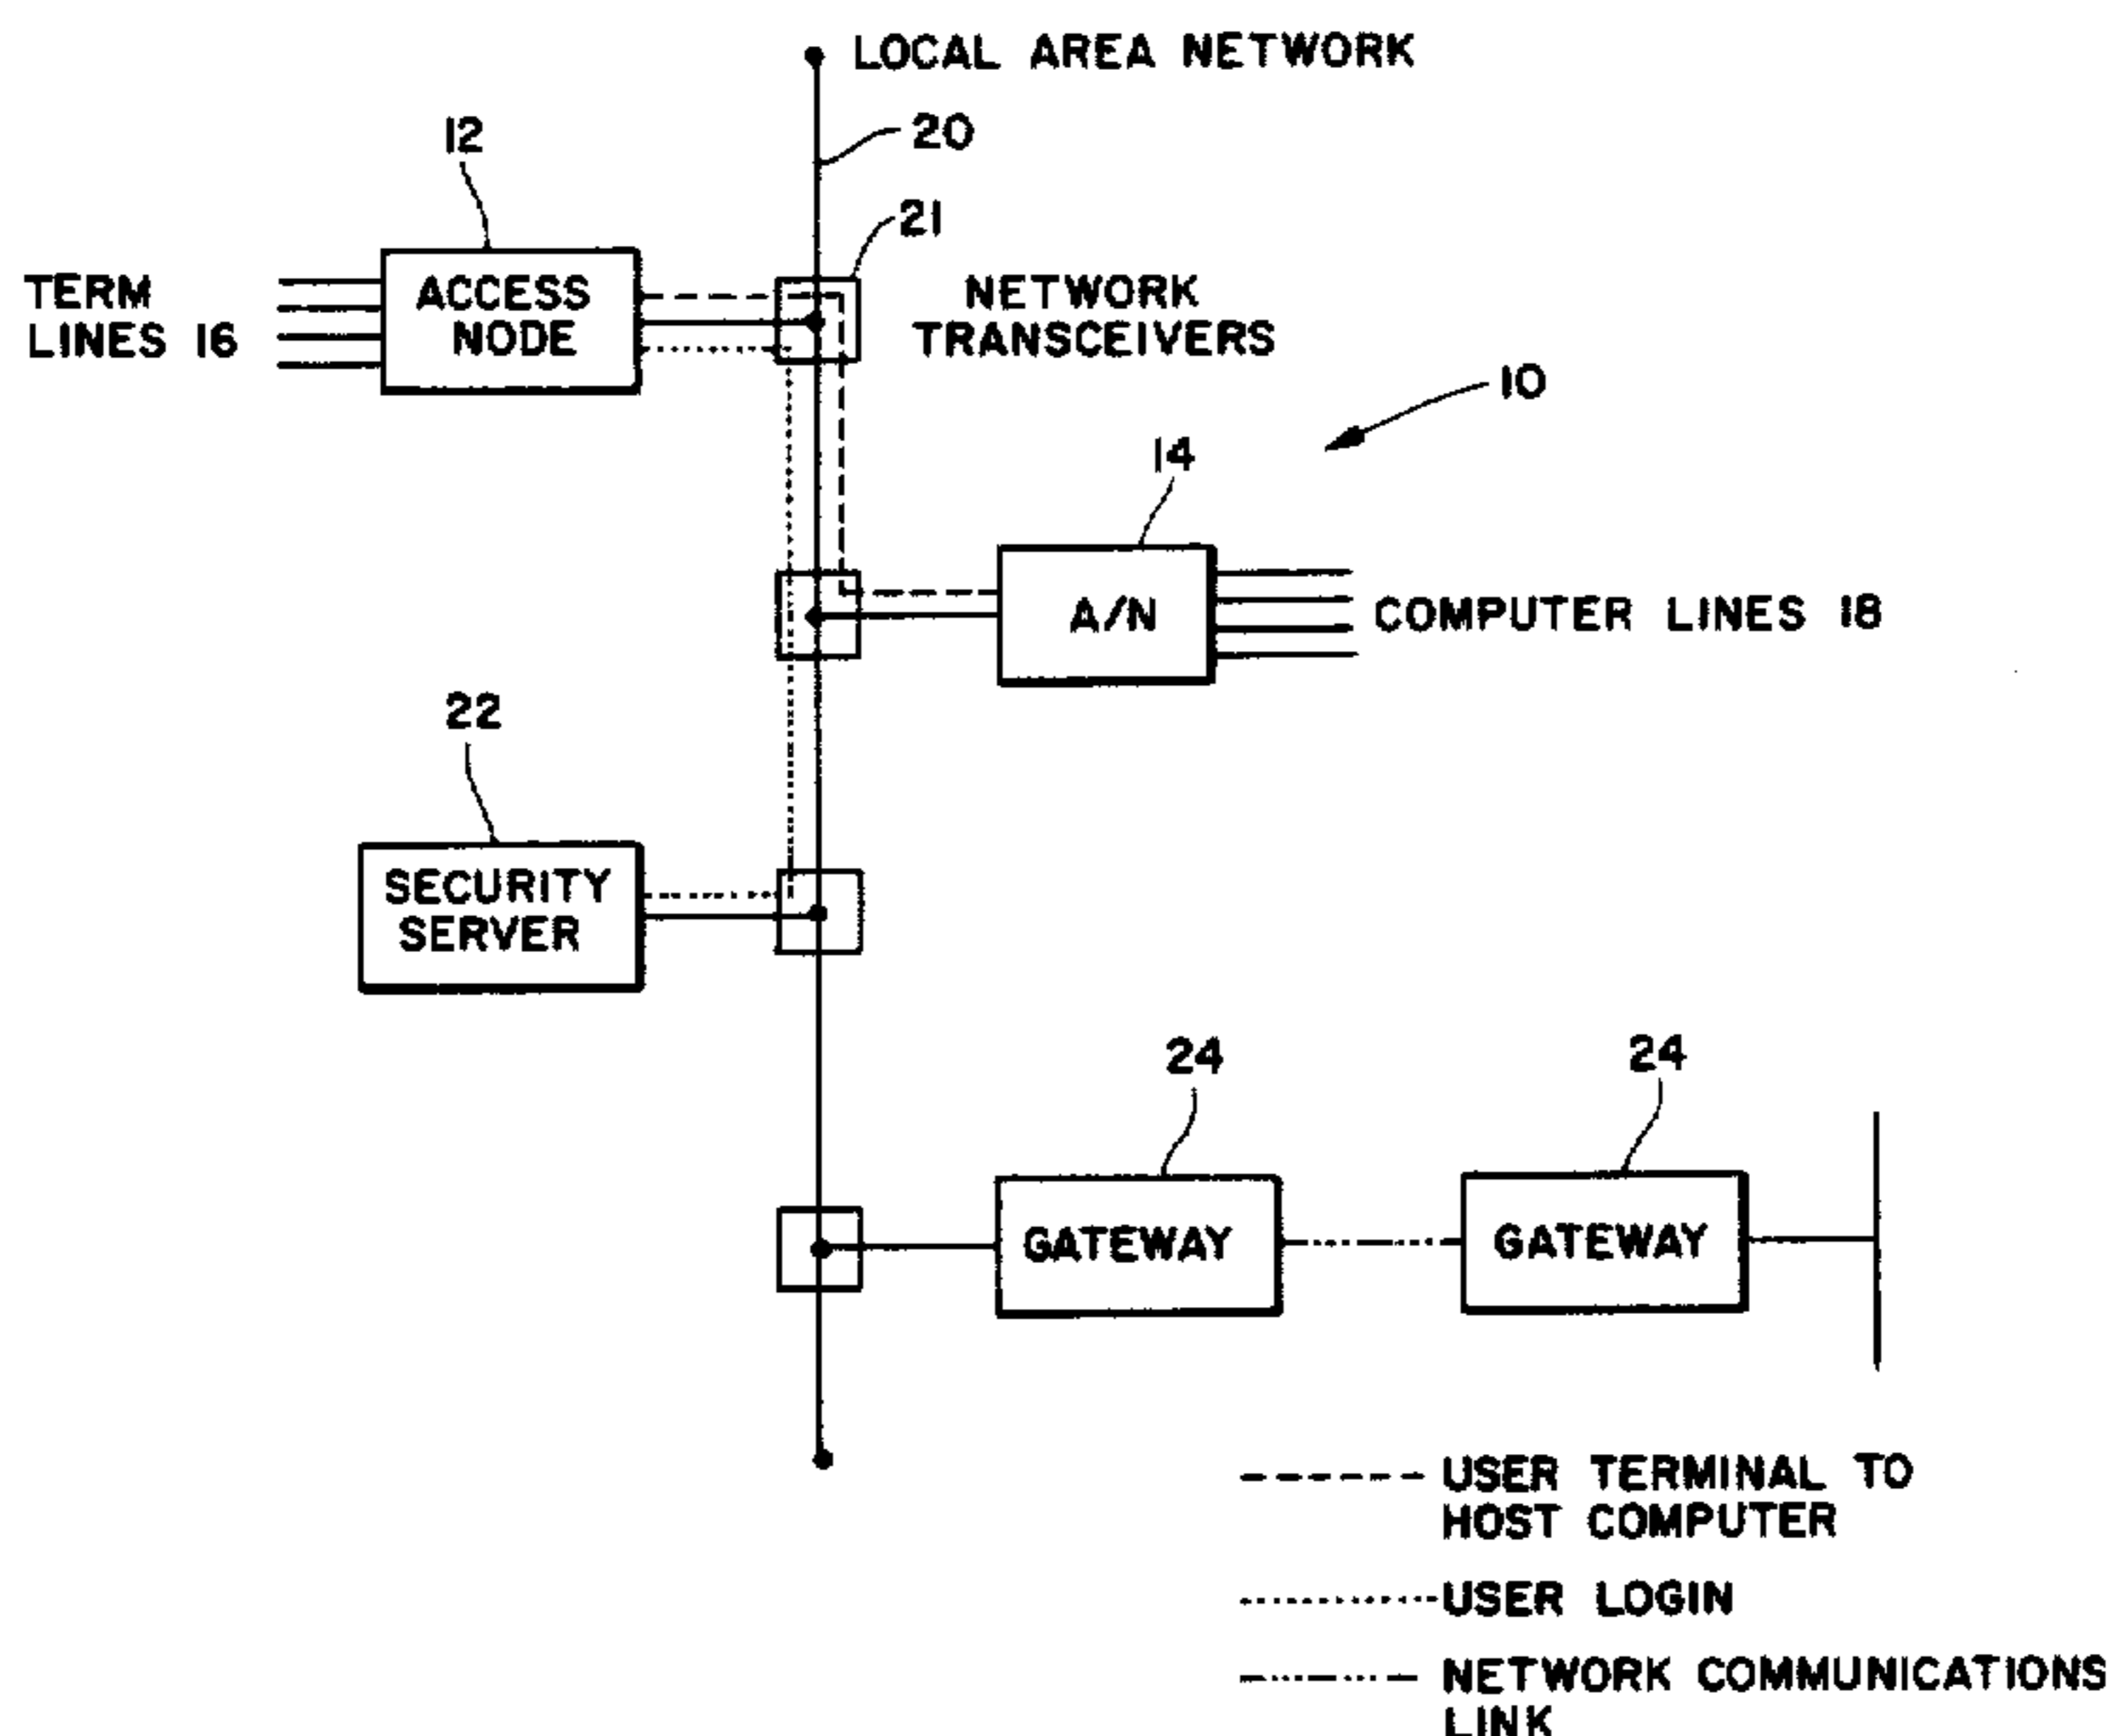 LOCAL AREA NETWORK
20
12
21
TERM
LINES 16
ACCESS
NODE
NETWORK
TRANSCEIVERS
10
14
A/N
COMPUTER LINES 18
22
SECURITY
SERVER
24
24
GATEWAY
GATEWAY
USER TERMINAL TO
HOST COMPUTER
USER LOGIN
NETWORK COMMUNICATIONS
LINK